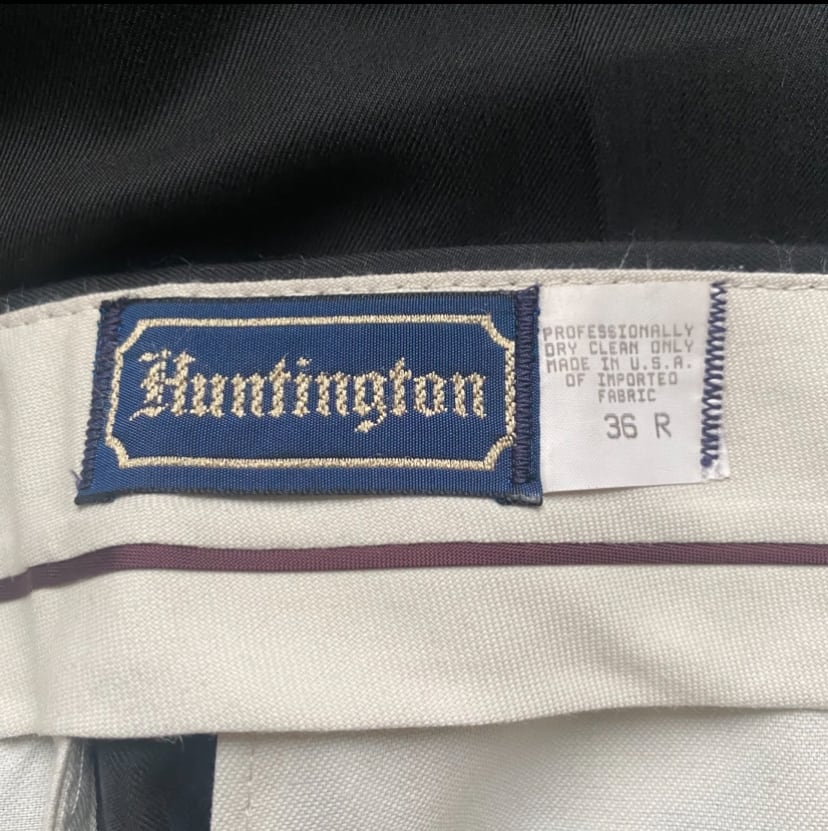 Huntington
PROFESSIONALLY
DRY CLEAN ONLY
MADE IN U.S.A.
OF IMPORTED
FABRIC
36 R